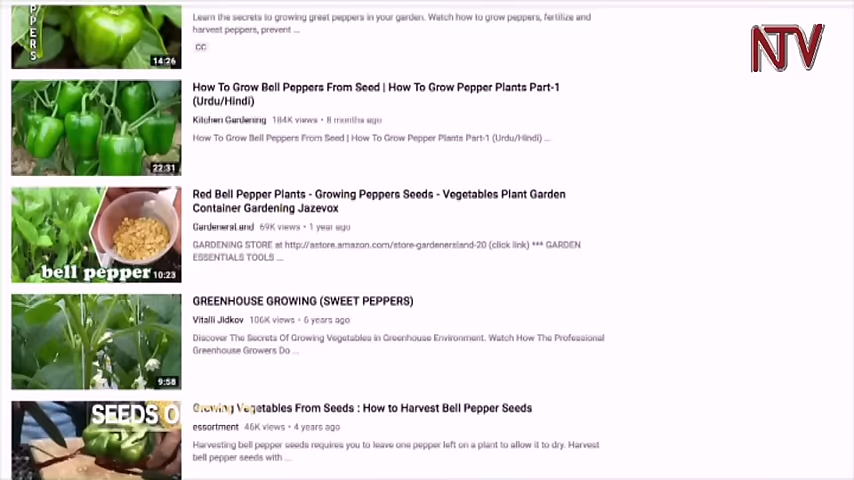 PPERS
14:26
Learn the secrets to growing great peppers in your garden. Watch how to grow peppers, fertilize and
harvest peppers, prevent ...
CC
NTV
22:31
How To Grow Bell Peppers From Seed | How To Grow Pepper Plants Part-1
(Urdu/Hindi)
Kitchen Gardening 184K views • 8 months ago
How To Grow Bell Peppers From Seed | How To Grow Pepper Plants Part-1 (Urdu/Hindi) ...
bell pepper 10:23
Red Bell Pepper Plants - Growing Peppers Seeds - Vegetables Plant Garden
Container Gardening Jazevox
GardenersLand 69K views • 1 year ago
GARDENING STORE at http://astore.amazon.com/store-gardenersland-20 (click link) *** GARDEN
ESSENTIALS TOOLS ...
9:58
GREENHOUSE GROWING (SWEET PEPPERS)
Vitalii Jidkov 106K views • 6 years ago
Discover The Secrets Of Growing Vegetables in Greenhouse Environment. Watch How The Professional
Greenhouse Growers Do ...
SEEDS O
Growing Vegetables From Seeds : How to Harvest Bell Pepper Seeds
essortment 46K views • 4 years ago
Harvesting bell pepper seeds requires you to leave one pepper left on a plant to allow it to dry. Harvest
bell pepper seeds with ...